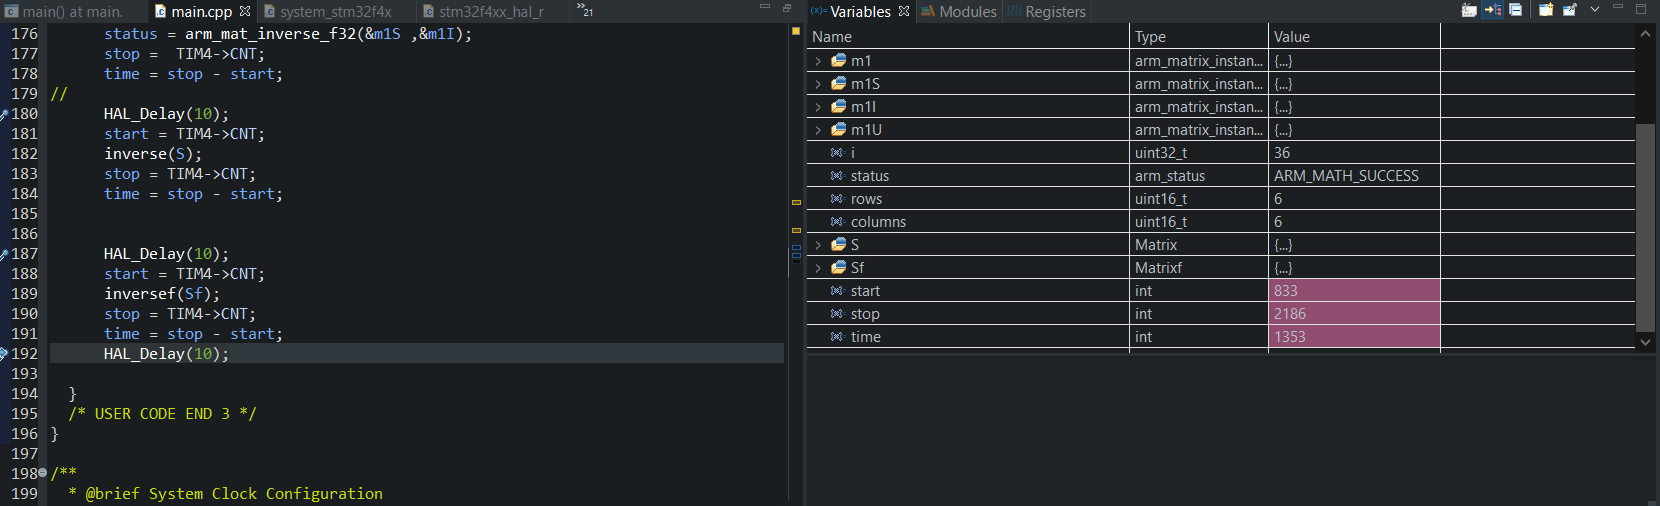 main() at main. main.cpp system_stm32f4x stm32f4xx_hal_r » 21
176 status = arm_mat_inverse_f32(&m1S ,&m1I);
177 stop =  TIM4->CNT;
178 time = stop - start;
179 //
180 HAL_Delay(10);
181 start = TIM4->CNT;
182 inverse(S);
183 stop = TIM4->CNT;
184 time = stop - start;
185
186
187 HAL_Delay(10);
188 start = TIM4->CNT;
189 inversef(Sf);
190 stop = TIM4->CNT;
191 time = stop - start;
192 HAL_Delay(10);
193
194 }
195 /* USER CODE END 3 */
196 }
197
198 /**
199 * @brief System Clock Configuration
(x)= Variables Modules Registers
Name Type Value
m1 arm_matrix_instan... {...}
m1S arm_matrix_instan... {...}
m1I arm_matrix_instan... {...}
m1U arm_matrix_instan... {...}
i uint32_t 36
status arm_status ARM_MATH_SUCCESS
rows uint16_t 6
columns uint16_t 6
S Matrix {...}
Sf Matrixf {...}
start int 833
stop int 2186
time int 1353